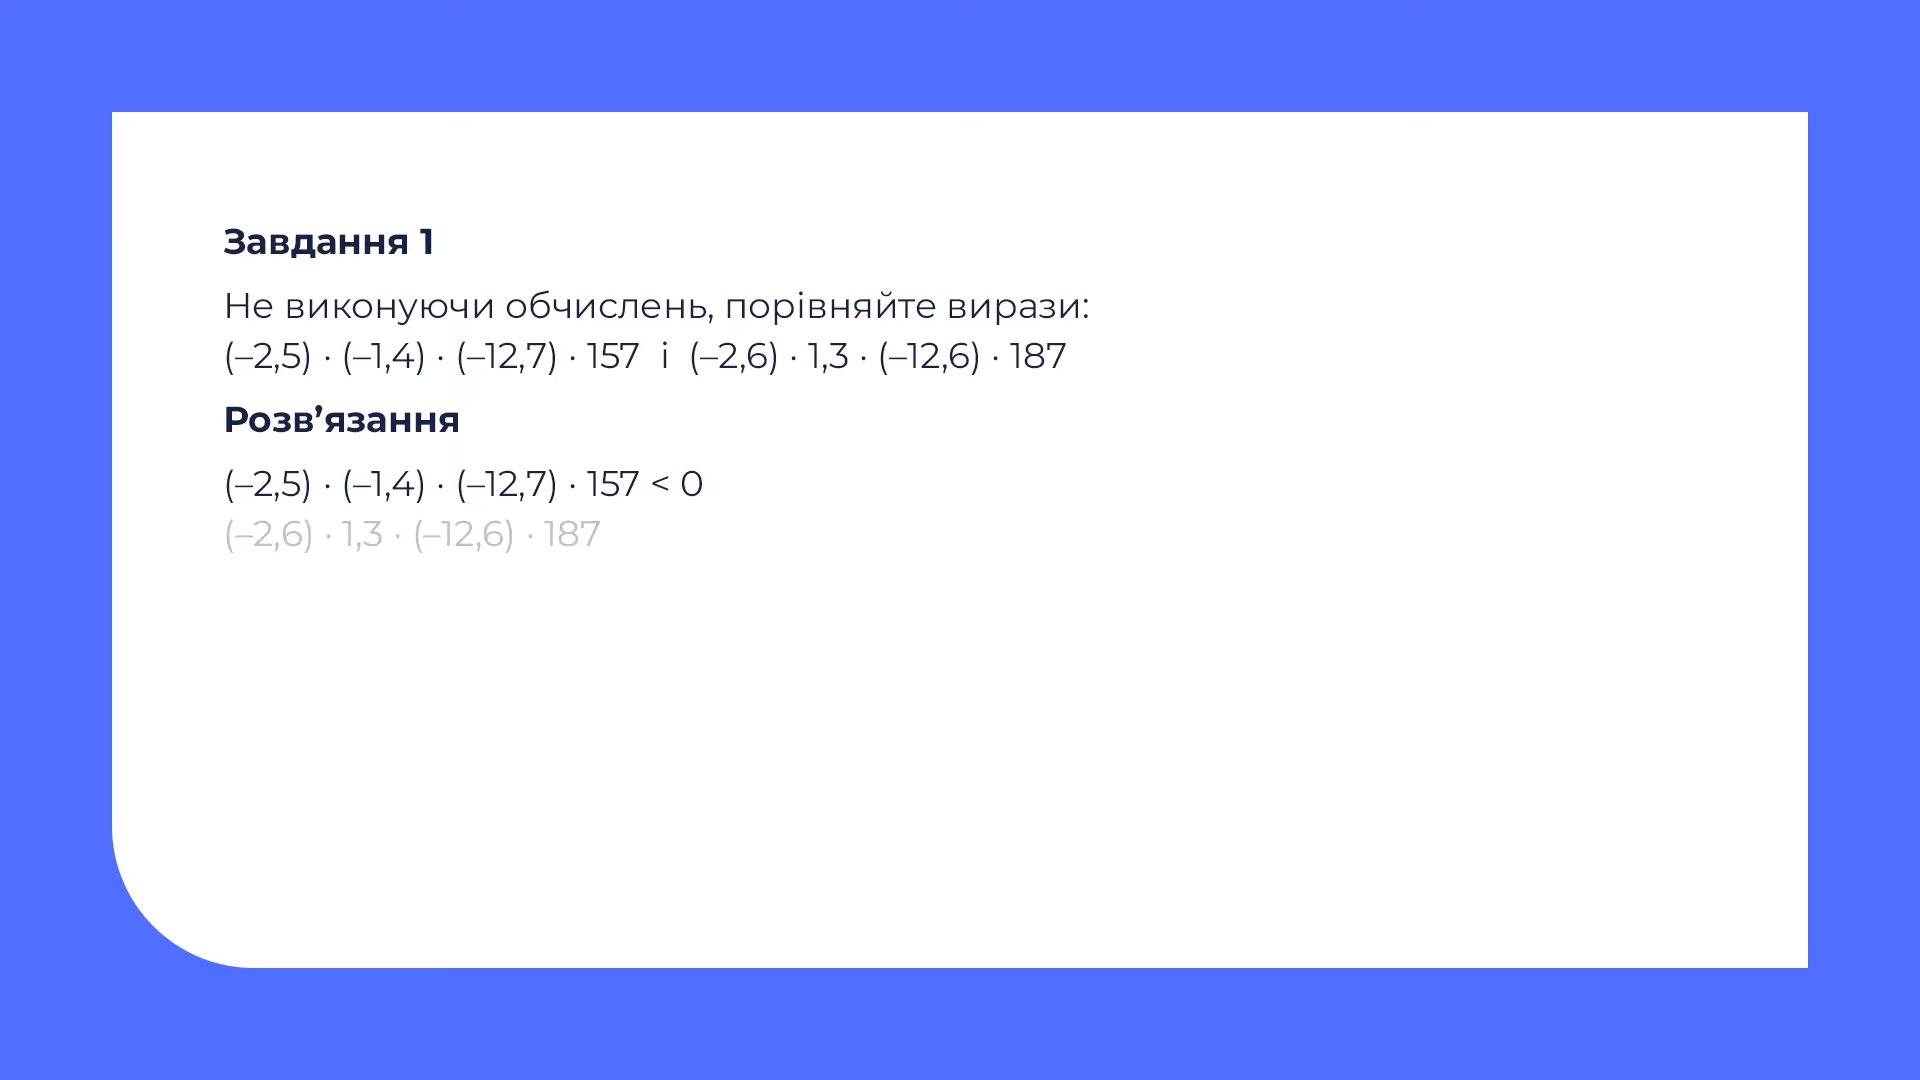 Завдання 1
Не виконуючи обчислень, порівняйте вирази:
(–2,5) · (–1,4) · (–12,7) · 157 і (–2,6) · 1,3 · (–12,6) · 187
Розв’язання
(–2,5) · (–1,4) · (–12,7) · 157 < 0
(–2,6) · 1,3 · (–12,6) · 187